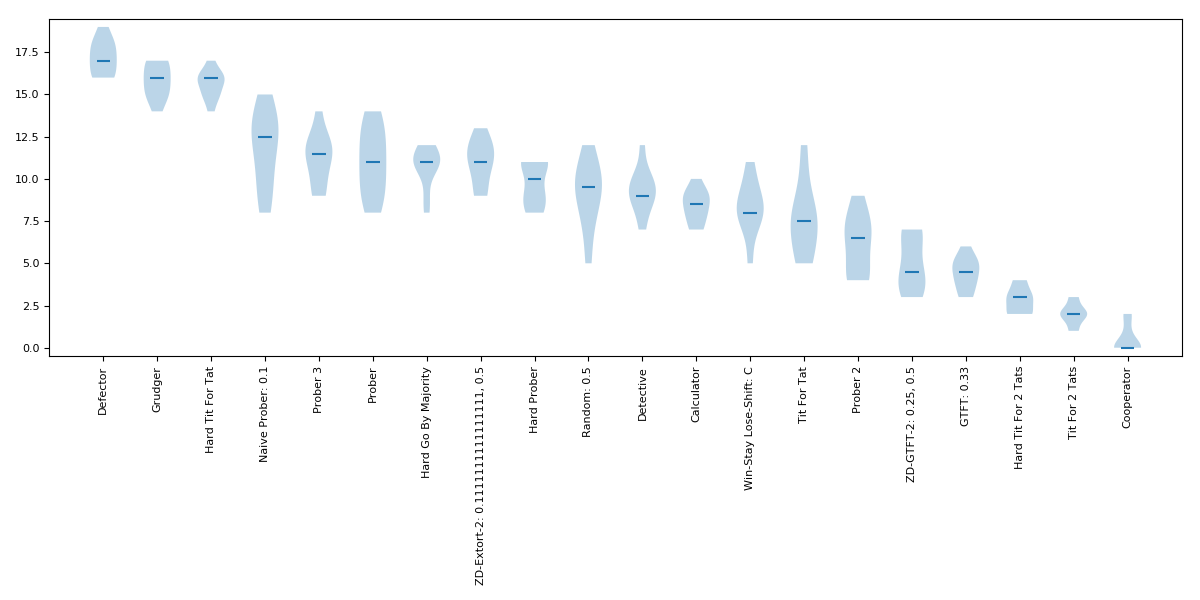 17.5
15.0
12.5
10.0
7.5
5.0
2.5
0.0
Defector
Grudger
Hard Tit For Tat
Naive Prober: 0.1
Prober 3
Prober
Hard Go By Majority
ZD-Extort-2: 0.1111111111111111, 0.5
Hard Prober
Random: 0.5
Detective
Calculator
Win-Stay Lose-Shift: C
Tit For Tat
Prober 2
ZD-GTFT-2: 0.25, 0.5
GTFT: 0.33
Hard Tit For 2 Tats
Tit For 2 Tats
Cooperator